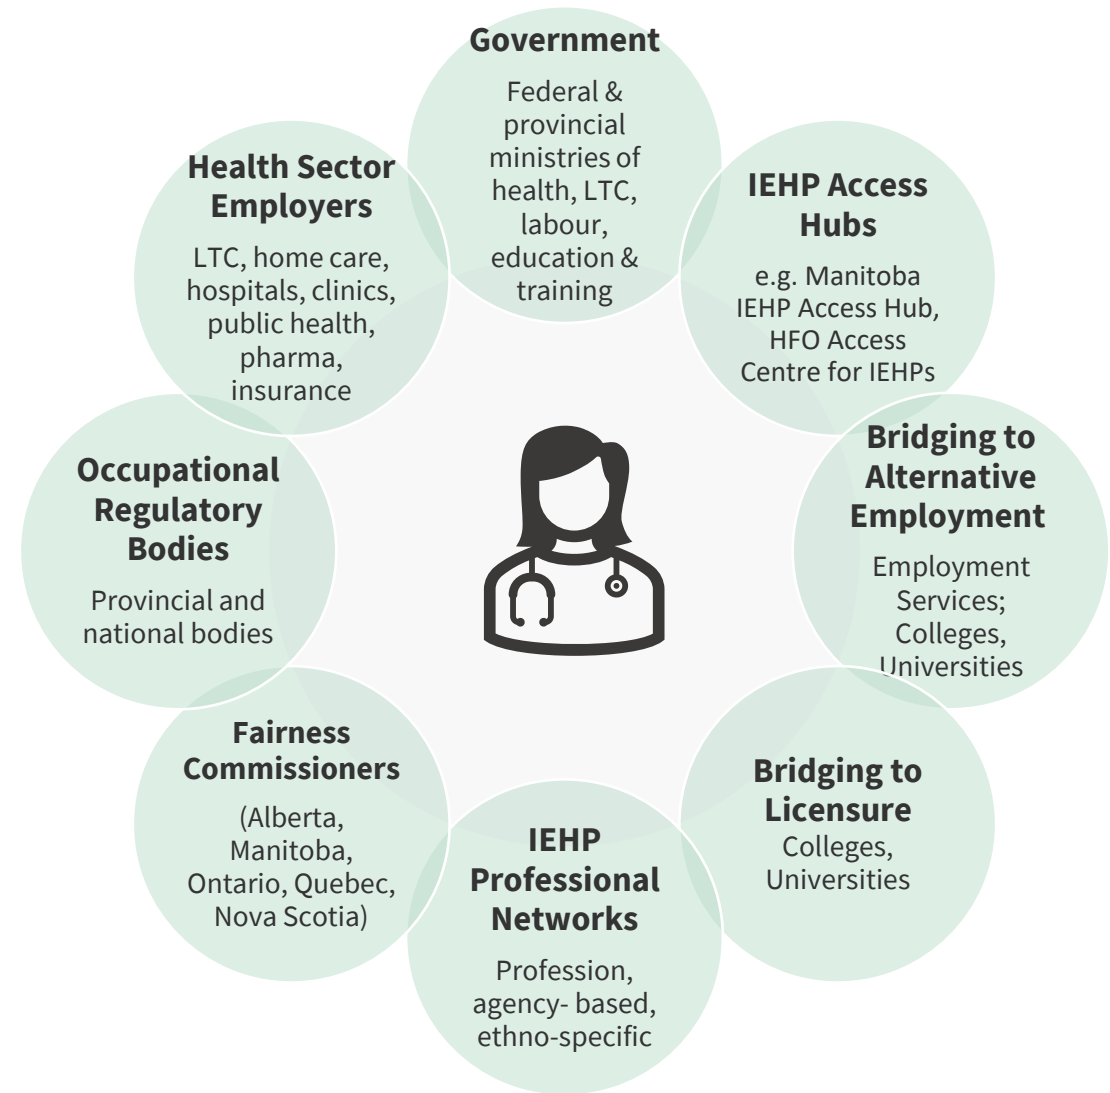 Government
Federal &
provincial
ministries of
health, LTC,
labour,
education &
training
IEHP Access
Hubs
e.g. Manitoba
IEHP Access Hub,
HFO Access
Centre for IEHPs
Bridging to
Alternative
Employment
Employment
Services;
Colleges,
Universities
Bridging to
Licensure
Colleges,
Universities
IEHP
Professional
Networks
Profession,
agency- based,
ethno-specific
Fairness
Commissioners
(Alberta,
Manitoba,
Ontario, Quebec,
Nova Scotia)
Occupational
Regulatory
Bodies
Provincial and
national bodies
Health Sector
Employers
LTC, home care,
hospitals, clinics,
public health,
pharma,
insurance